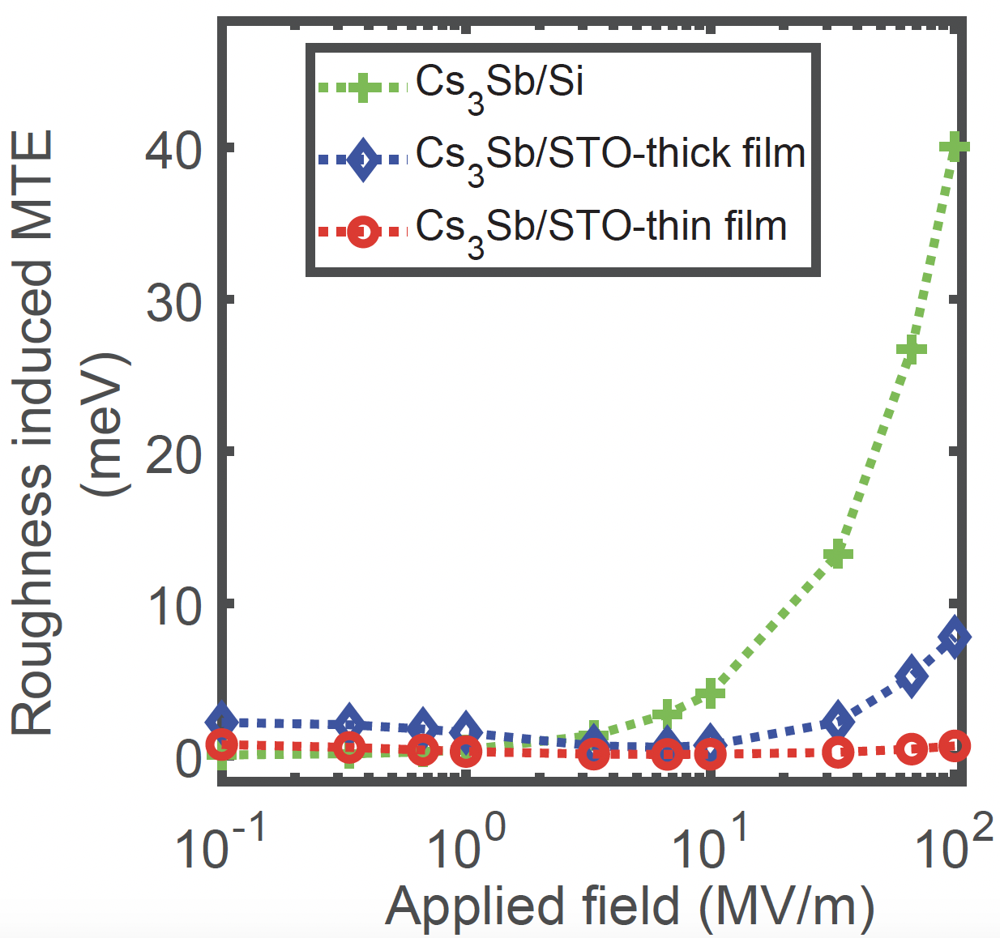 Cs₃Sb/Si
Cs₃Sb/STO-thick film
Cs₃Sb/STO-thin film
Roughness induced MTE
(meV)
40
30
20
10
0
10⁻¹
10⁰
10¹
10²
Applied field (MV/m)